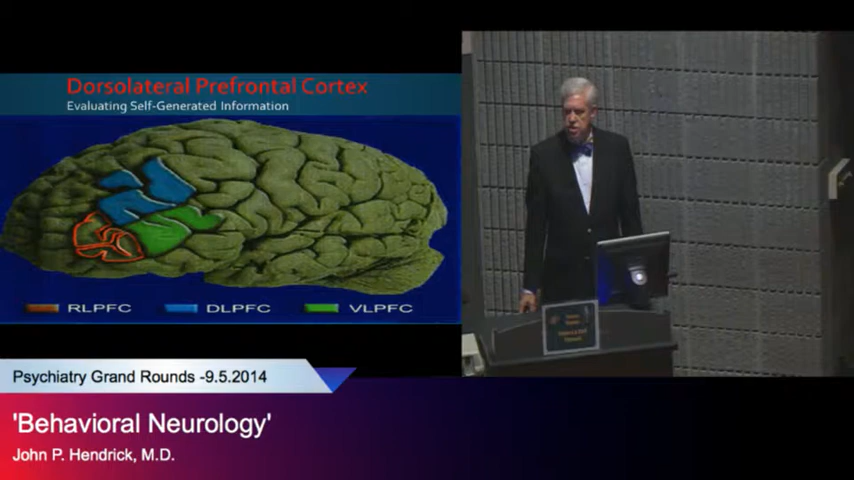 Dorsolateral Prefrontal Cortex
Evaluating Self-Generated Information
RLPFC DLPFC VLPFC
Psychiatry Grand Rounds -9.5.2014
'Behavioral Neurology'
John P. Hendrick, M.D.